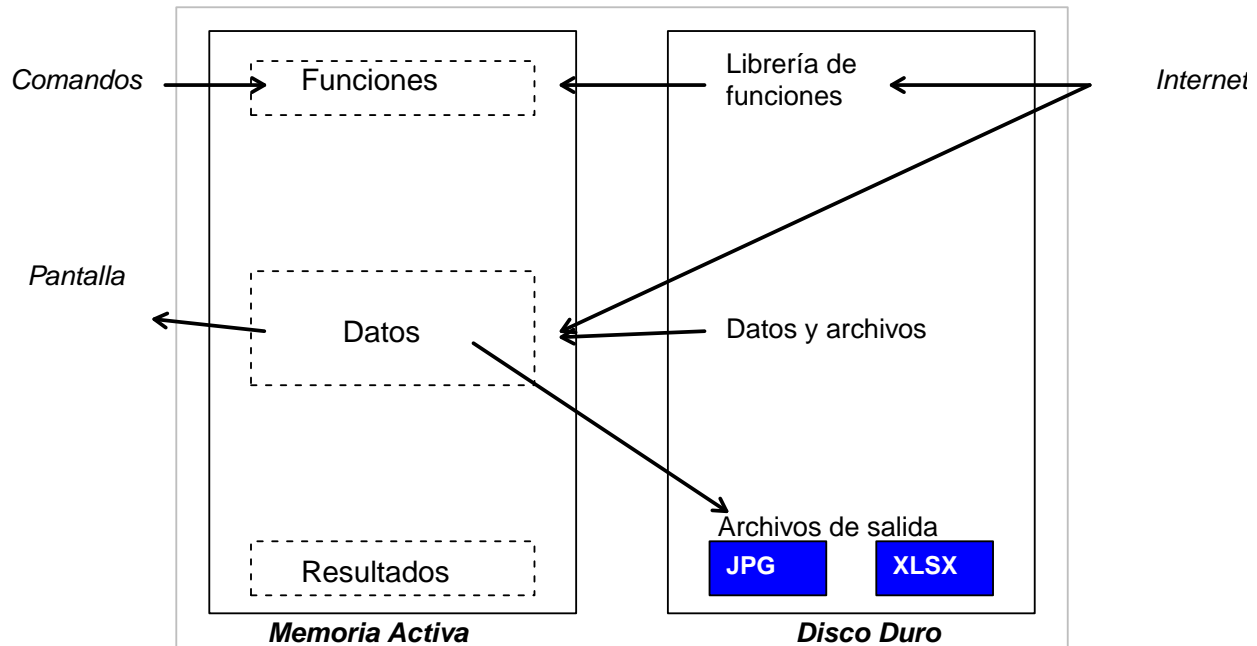 Comandos
Funciones
Librería de
funciones
Internet
Pantalla
Datos
Datos y archivos
Archivos de salida
Resultados
JPG
XLSX
Memoria Activa
Disco Duro